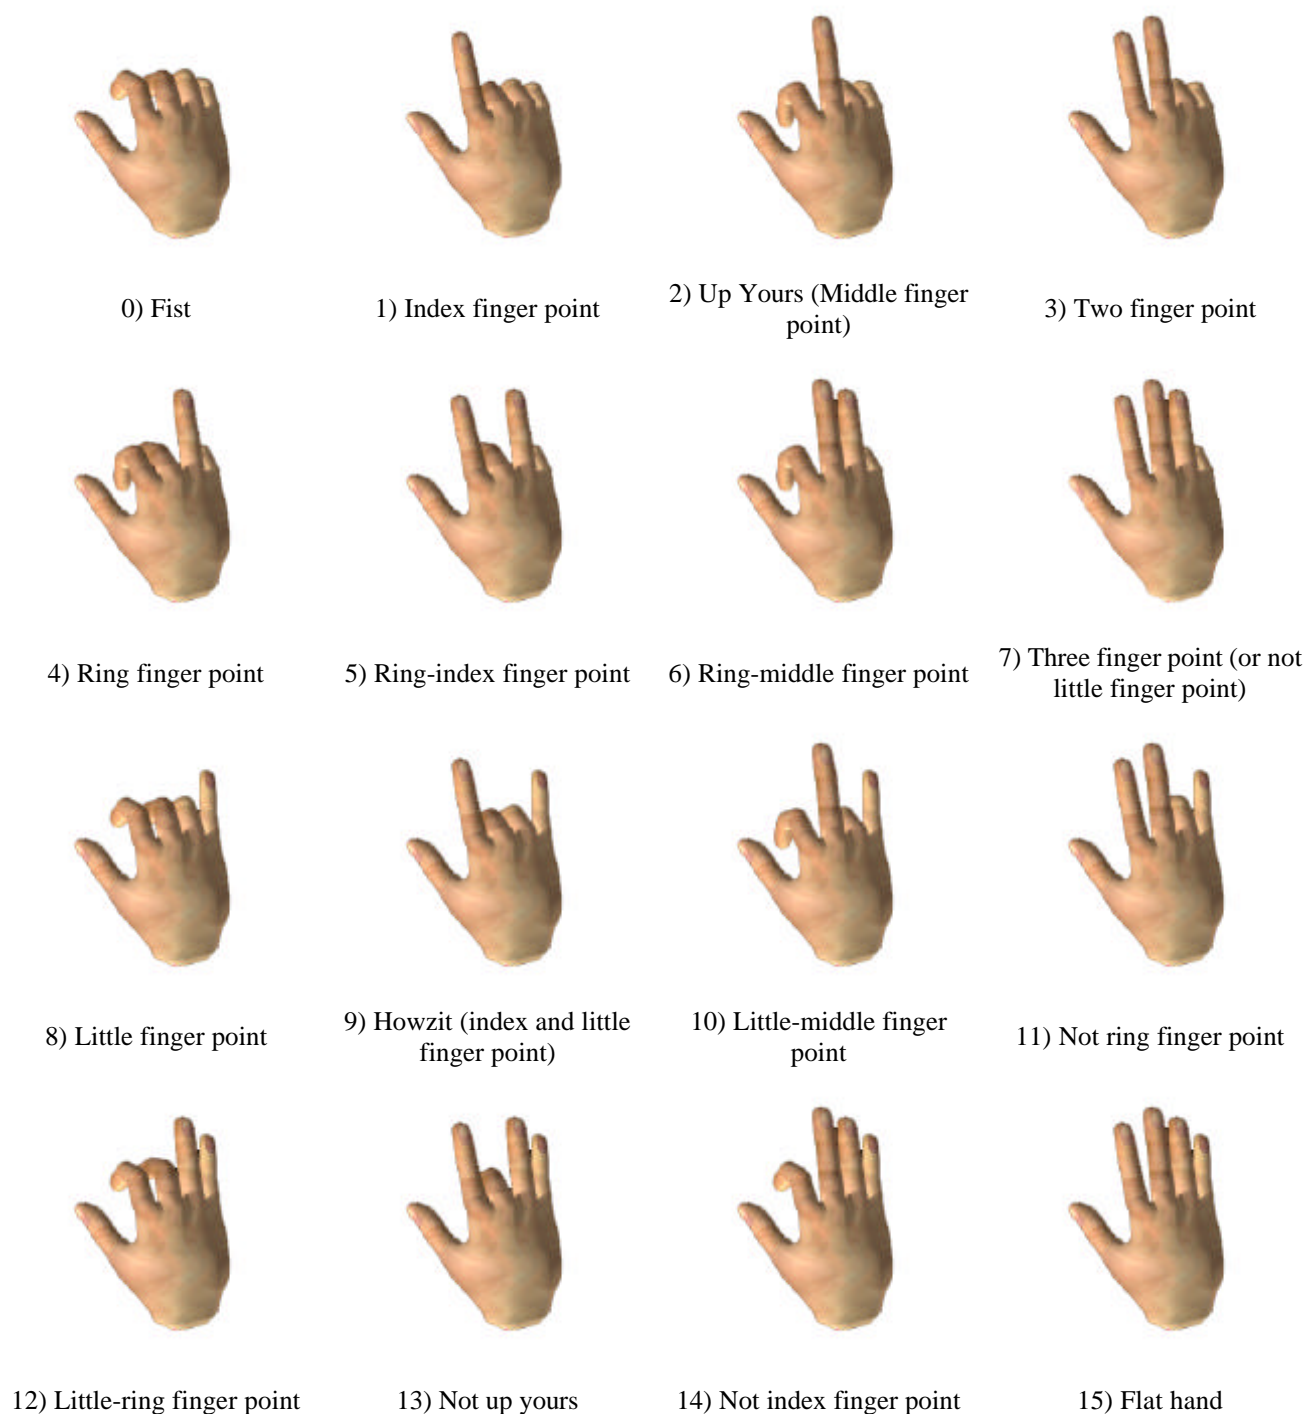 0) Fist
1) Index finger point
2) Up Yours (Middle finger
point)
3) Two finger point
4) Ring finger point
5) Ring-index finger point
6) Ring-middle finger point
7) Three finger point (or not
little finger point)
8) Little finger point
9) Howzit (index and little
finger point)
10) Little-middle finger
point
11) Not ring finger point
12) Little-ring finger point
13) Not up yours
14) Not index finger point
15) Flat hand